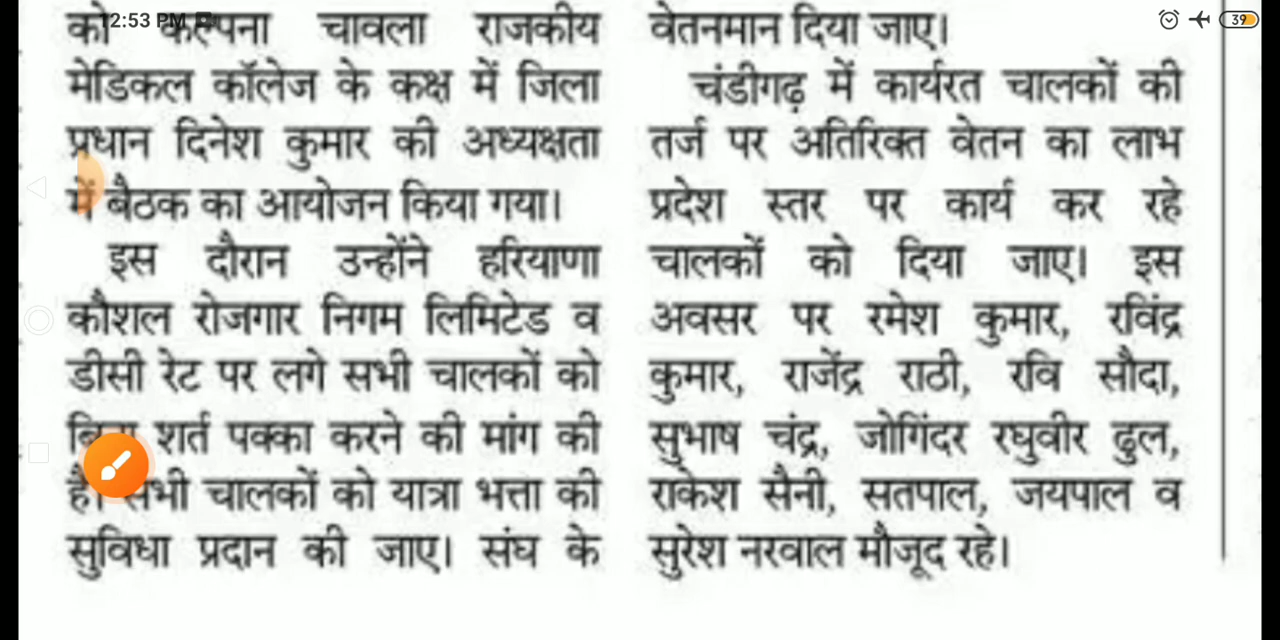 12:53 PM
39
को कल्पना चावला राजकीय
मेडिकल कॉलेज के कक्ष में जिला
प्रधान दिनेश कुमार की अध्यक्षता
में बैठक का आयोजन किया गया।
इस दौरान उन्होंने हरियाणा
कौशल रोजगार निगम लिमिटेड व
डीसी रेट पर लगे सभी चालकों को
शर्त पक्का करने की मांग की
है। सभी चालकों को यात्रा भत्ता की
सुविधा प्रदान की जाए। संघ के
वेतनमान दिया जाए।
चंडीगढ़ में कार्यरत चालकों की
तर्ज पर अतिरिक्त वेतन का लाभ
प्रदेश स्तर पर कार्य कर रहे
चालकों को दिया जाए। इस
अवसर पर रमेश कुमार, रविंद्र
कुमार, राजेंद्र राठी, रवि सौदा,
सुभाष चंद्र, जोगिंदर रघुवीर ढुल,
राकेश सैनी, सतपाल, जयपाल व
सुरेश नरवाल मौजूद रहे।